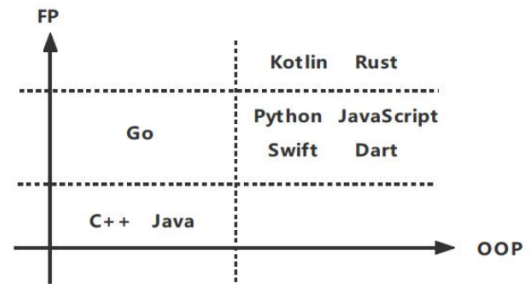 FP
Kotlin Rust
Python JavaScript
Go
Swift Dart
C++ Java
OOP